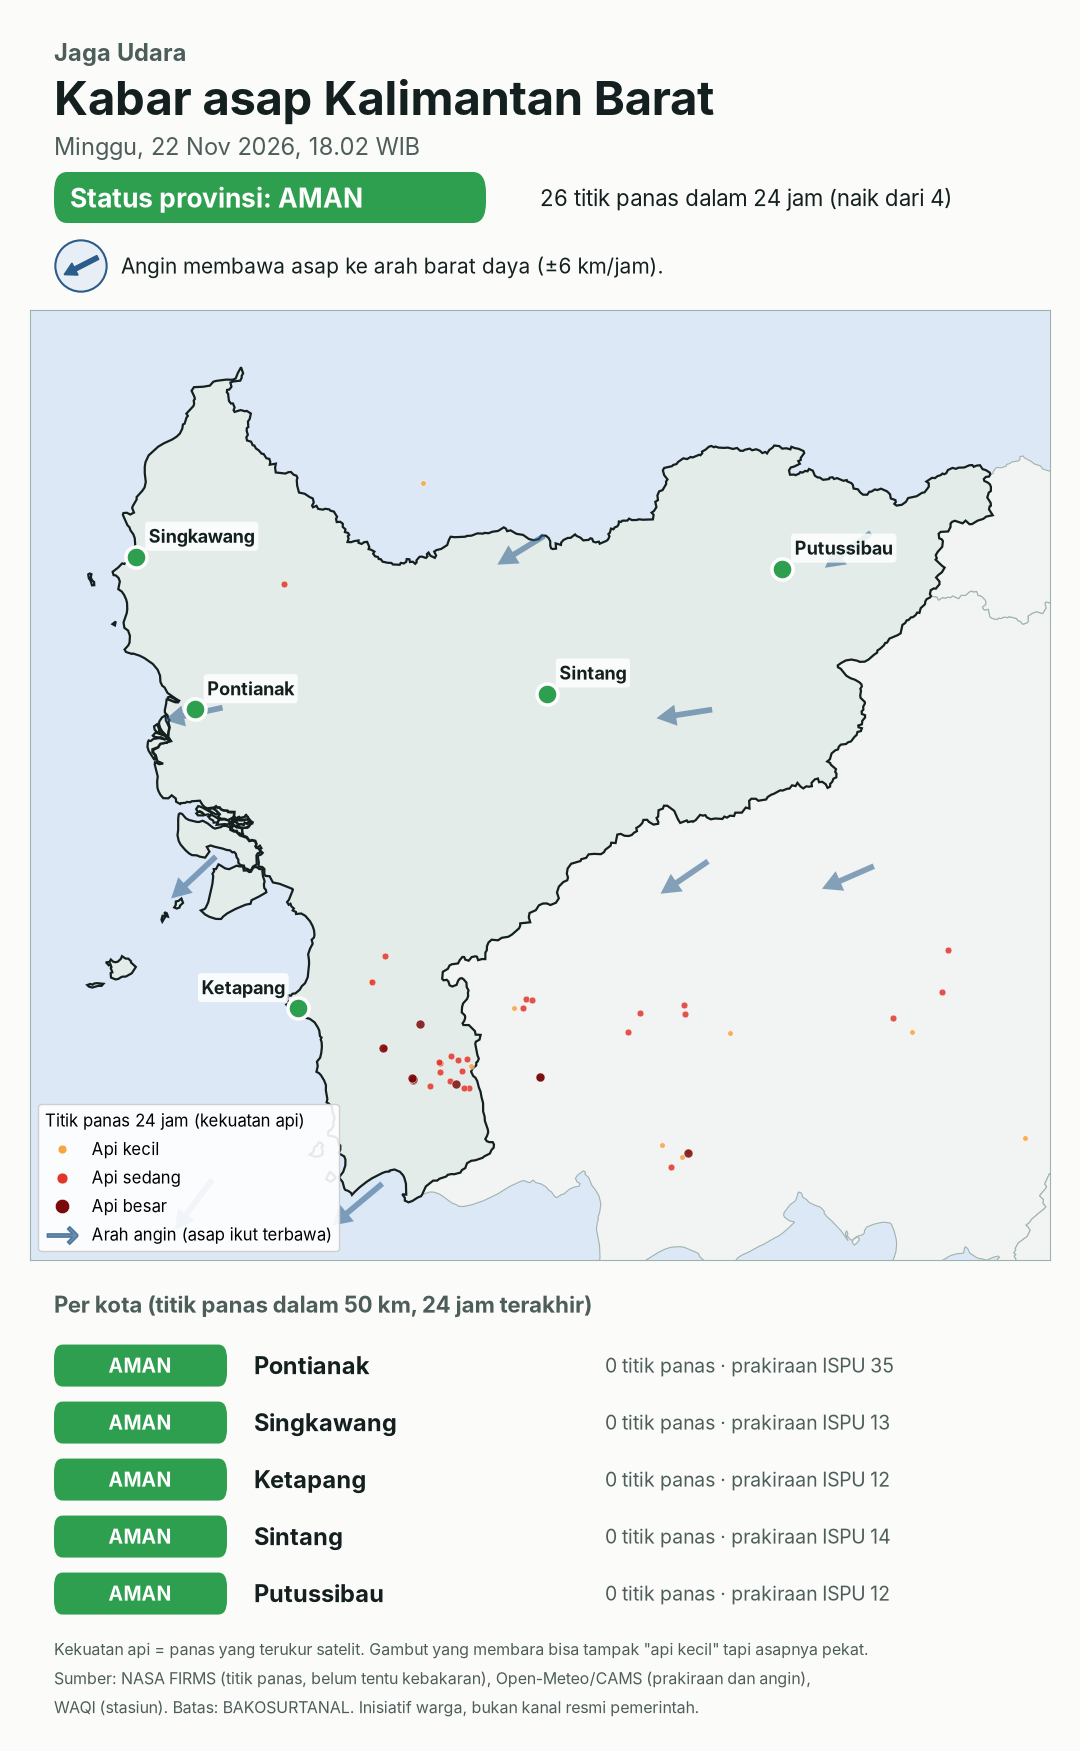 Jaga Udara
Kabar asap Kalimantan Barat
Minggu, 22 Nov 2026, 18.02 WIB
Status provinsi: AMAN
26 titik panas dalam 24 jam (naik dari 4)
Angin membawa asap ke arah barat daya (±6 km/jam).
Singkawang
Putussibau
Sintang
Pontianak
Ketapang
Titik panas 24 jam (kekuatan api)
Api kecil
Api sedang
Api besar
Arah angin (asap ikut terbawa)
Per kota (titik panas dalam 50 km, 24 jam terakhir)
AMAN Pontianak 0 titik panas · prakiraan ISPU 35
AMAN Singkawang 0 titik panas · prakiraan ISPU 13
AMAN Ketapang 0 titik panas · prakiraan ISPU 12
AMAN Sintang 0 titik panas · prakiraan ISPU 14
AMAN Putussibau 0 titik panas · prakiraan ISPU 12
Kekuatan api = panas yang terukur satelit. Gambut yang membara bisa tampak "api kecil" tapi asapnya pekat.
Sumber: NASA FIRMS (titik panas, belum tentu kebakaran), Open-Meteo/CAMS (prakiraan dan angin),
WAQI (stasiun). Batas: BAKOSURTANAL. Inisiatif warga, bukan kanal resmi pemerintah.